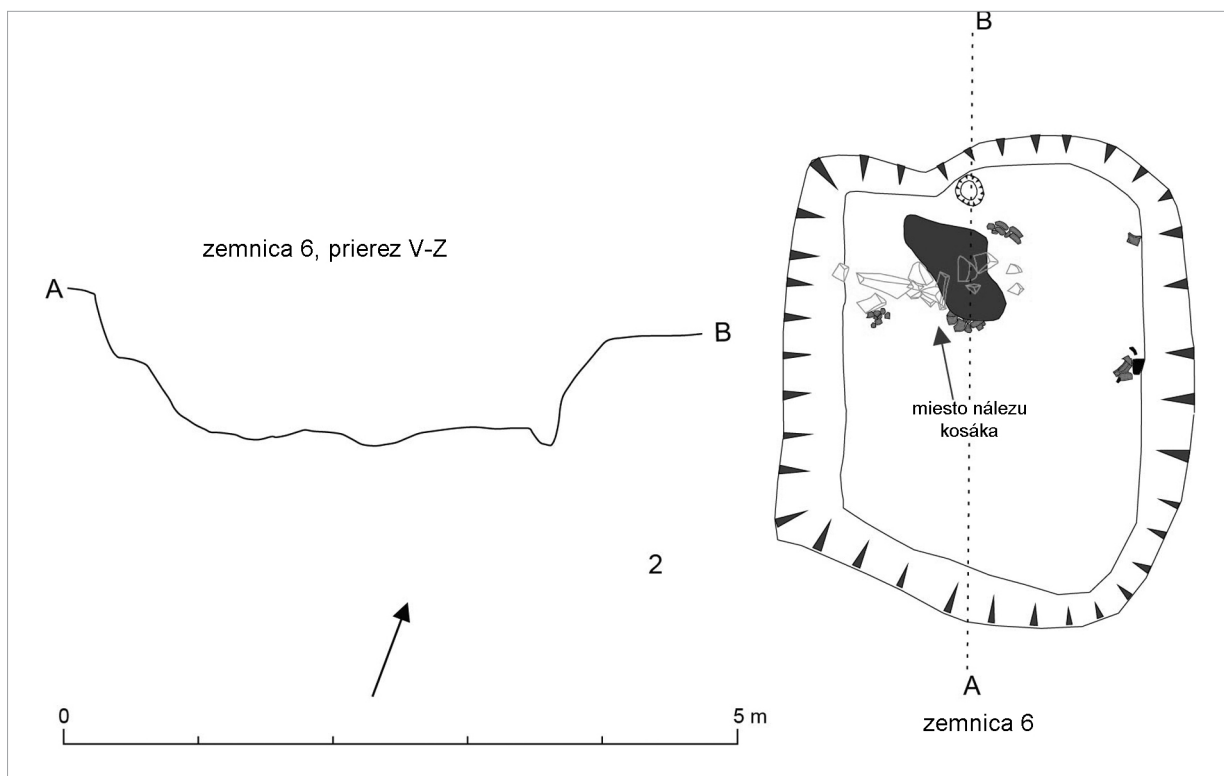 zemnica 6, prierez V-Z
A
B
2
0
5 m
B
miesto nálezu
kosáka
A
zemnica 6